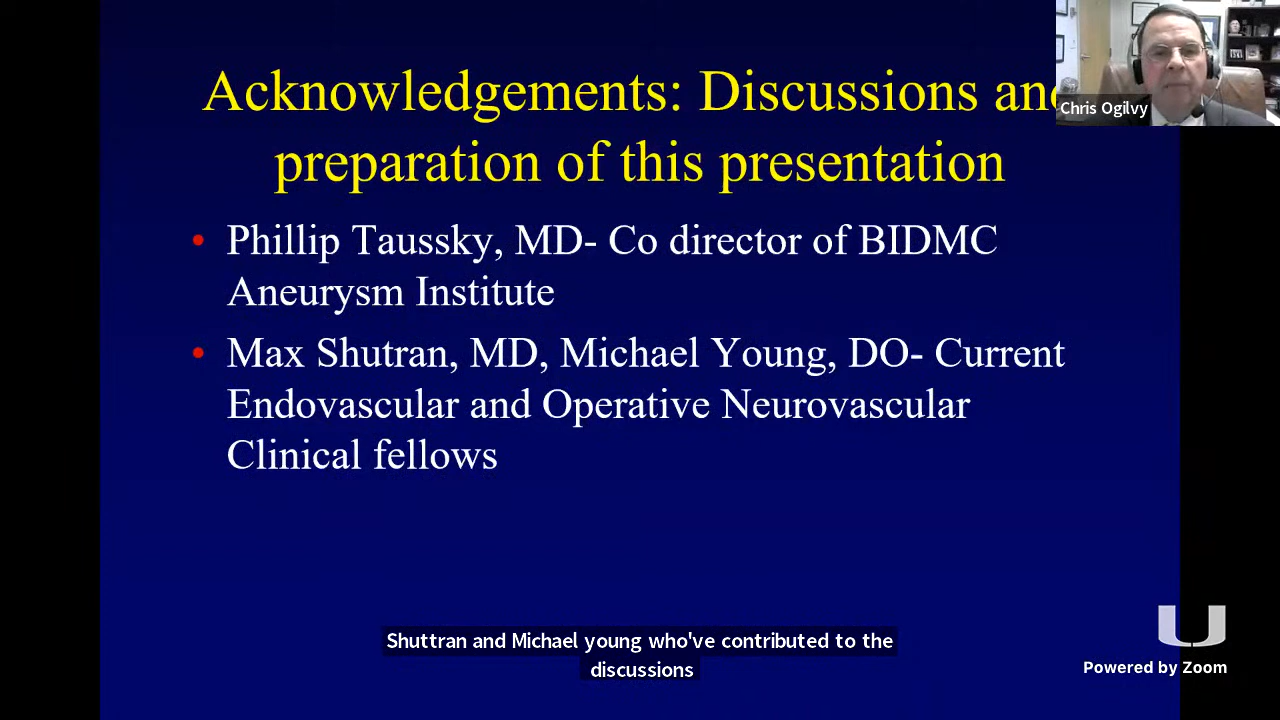 Acknowledgements: Discussions and
preparation of this presentation
• Phillip Taussky, MD- Co director of BIDMC
Aneurysm Institute
• Max Shutran, MD, Michael Young, DO- Current
Endovascular and Operative Neurovascular
Clinical fellows
Chris Ogilvy
Shuttran and Michael young who've contributed to the
discussions
U
Powered by Zoom